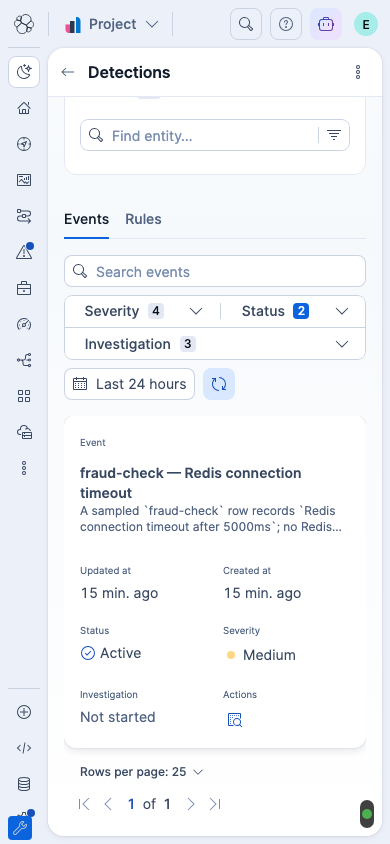 Project
E
Detections
Find entity...
Events
Rules
Search events
Severity 4
Status 2
Investigation 3
Last 24 hours
Event
fraud-check — Redis connection
timeout
A sampled `fraud-check` row records `Redis
connection timeout after 5000ms`; no Redis...
Updated at
Created at
15 min. ago
15 min. ago
Status
Severity
Active
Medium
Investigation
Actions
Not started
Rows per page: 25
1 of 1